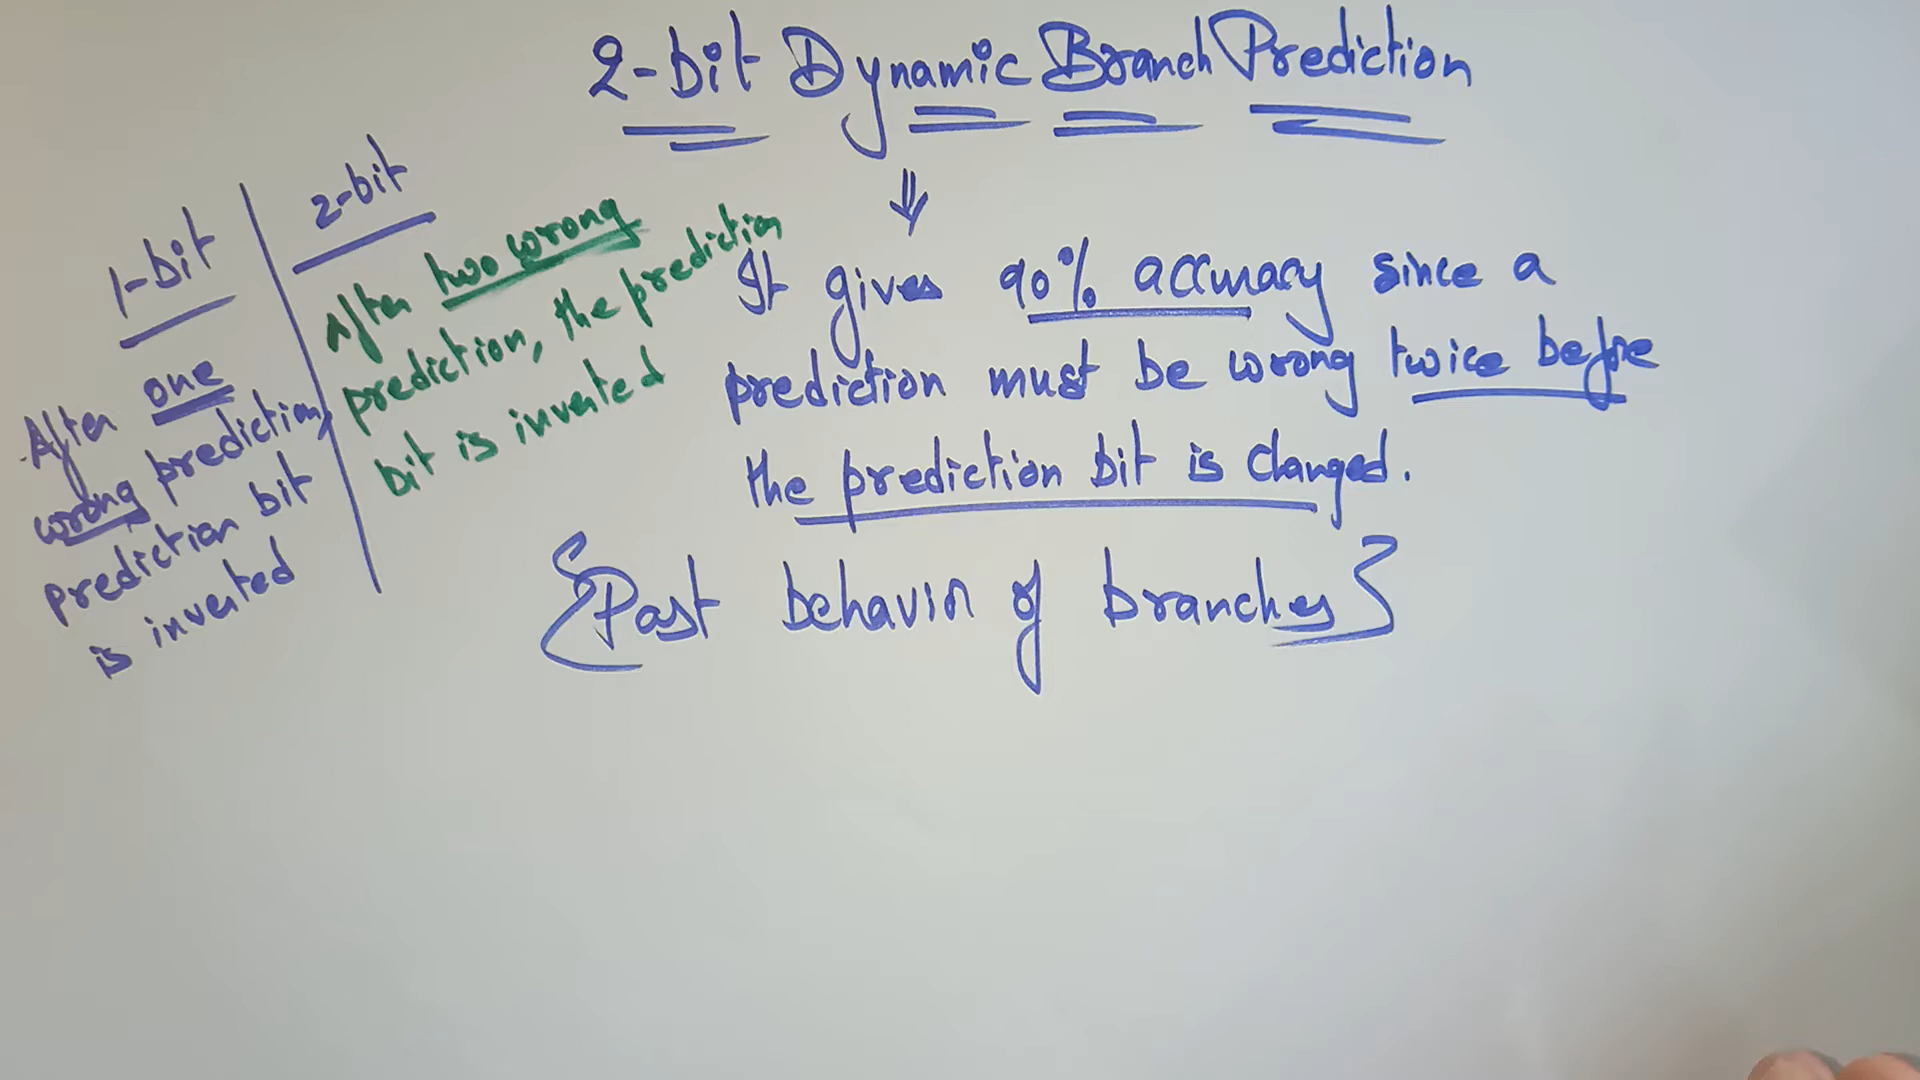 2-bit Dynamic Branch Prediction
1-bit
After one
wrong prediction,
prediction bit
is inverted
2-bit
After two wrong
prediction, the prediction
bit is inverted
It gives 90% accuracy since a
prediction must be wrong twice before
the prediction bit is changed.
{Past behavior of branches}